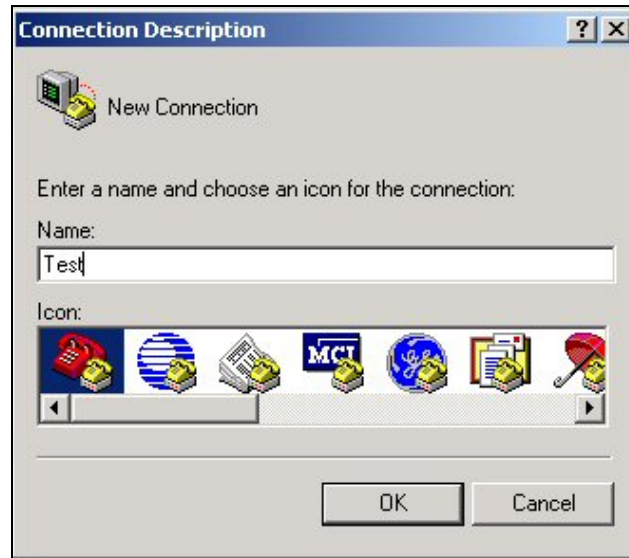 Connection Description
New Connection
Enter a name and choose an icon for the connection:
Name:
Test
Icon:
MCI
OK Cancel